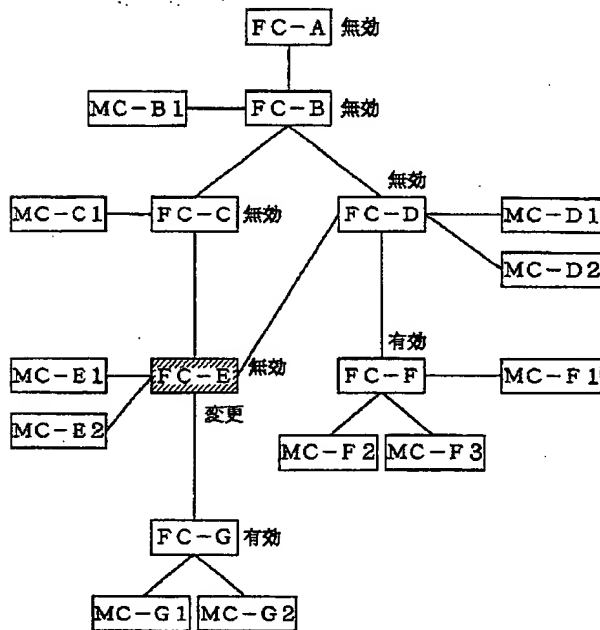 FC-A 無効
MC-B1 FC-B 無効
無効
MC-C1 FC-C 無効 FC-D MC-D1
MC-D2
有効
MC-E1 FC-E 無効 FC-F MC-F1
MC-E2 変更
MC-F2 MC-F3
FC-G 有効
MC-G1 MC-G2